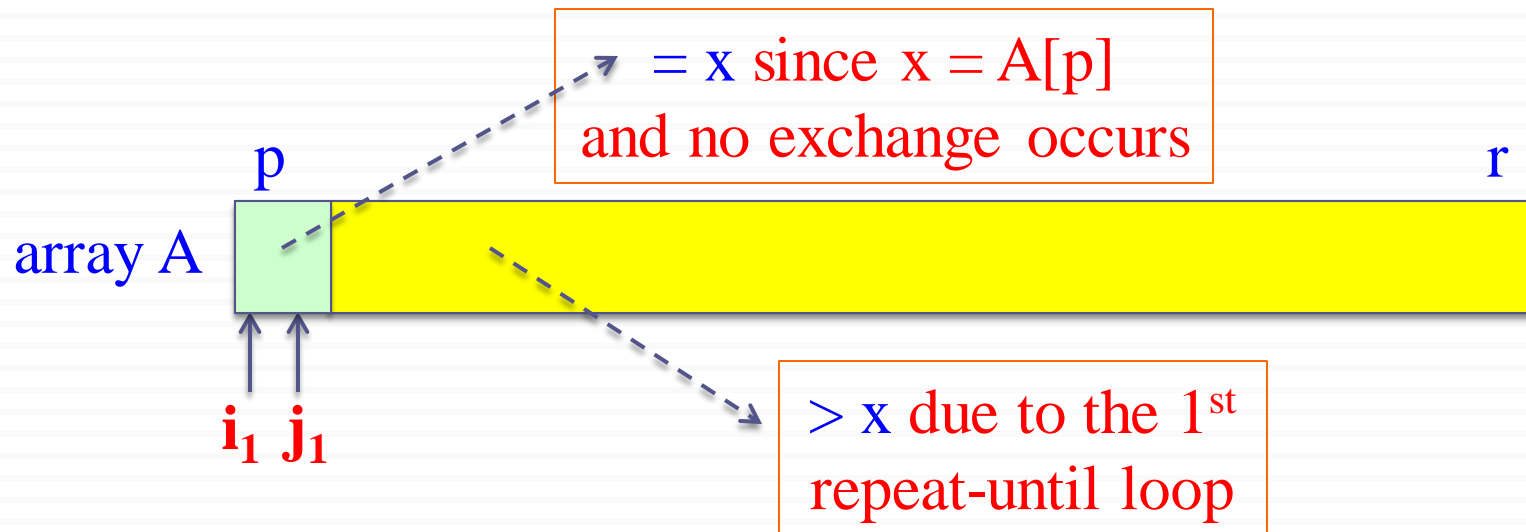 = x since x = A[p]
and no exchange occurs
p
r
array A
i₁ j₁
> x due to the 1ˢᵗ
repeat-until loop